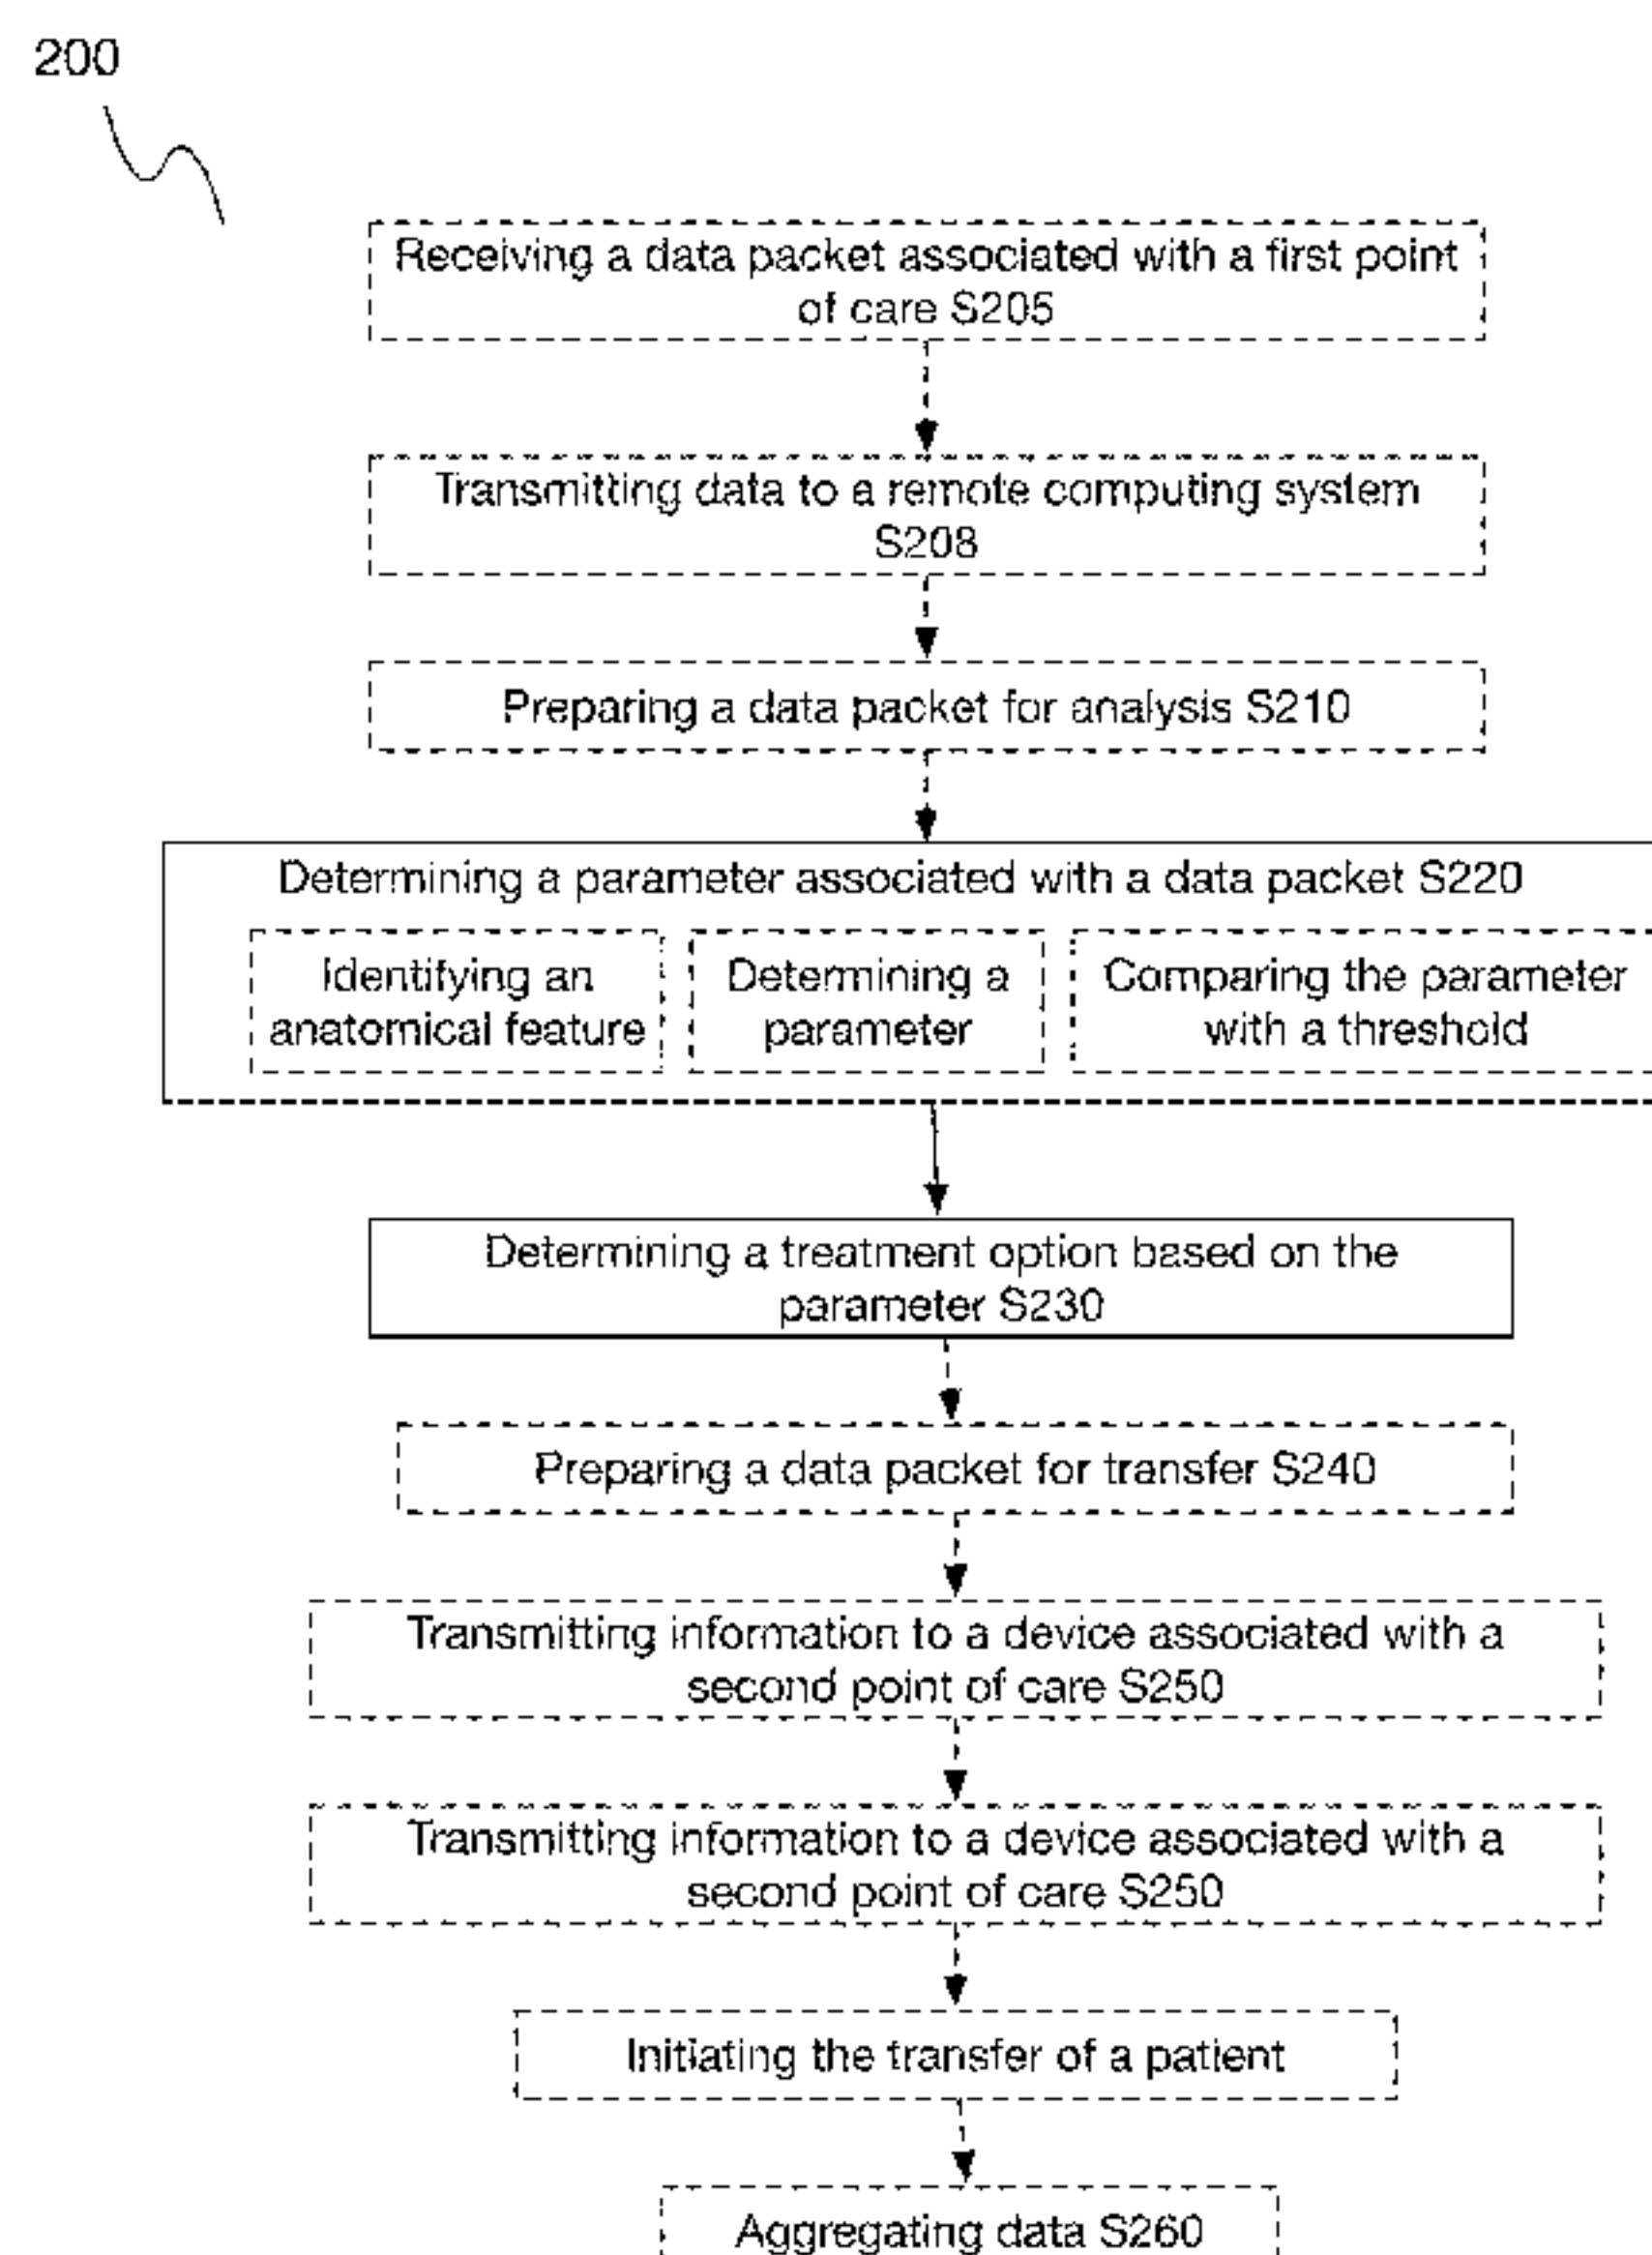 200
Receiving a data packet associated with a first point
of care S205
Transmitting data to a remote computing system
S208
Preparing a data packet for analysis S210
Determining a parameter associated with a data packet S220
Identifying an
anatomical feature
Determining a
parameter
Comparing the parameter
with a threshold
Determining a treatment option based on the
parameter S230
Preparing a data packet for transfer S240
Transmitting information to a device associated with a
second point of care S250
Transmitting information to a device associated with a
second point of care S250
Initiating the transfer of a patient
Aggregating data S260